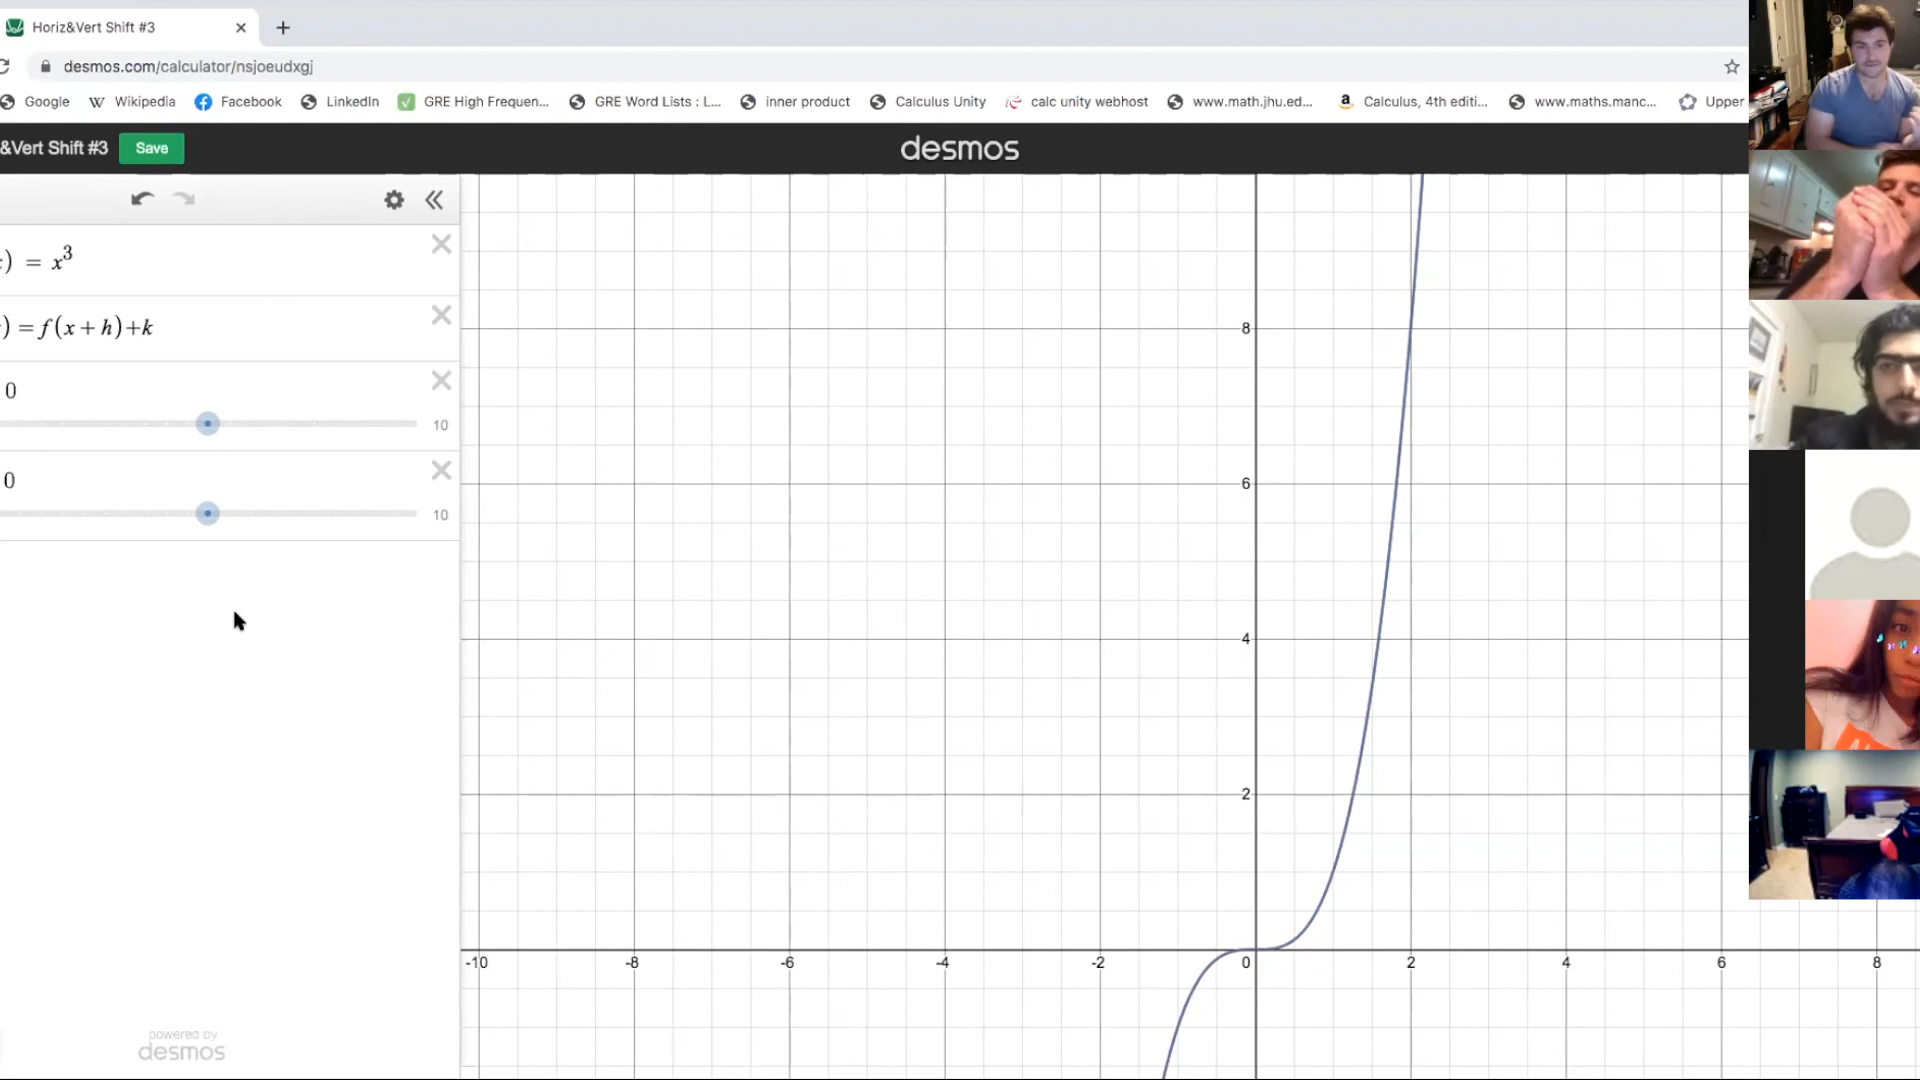 Horiz&Vert Shift #3
desmos.com/calculator/nsjoeudxgj
Google Wikipedia Facebook LinkedIn GRE High Frequen... GRE Word Lists : L... inner product Calculus Unity calc unity webhost www.math.jhu.ed... Calculus, 4th editi... www.maths.manc... Upper
&Vert Shift #3 Save desmos
) = x³
) = f(x + h)+k
0
10
0
10
8
6
4
2
-10 -8 -6 -4 -2 0 2 4 6 8
powered by
desmos